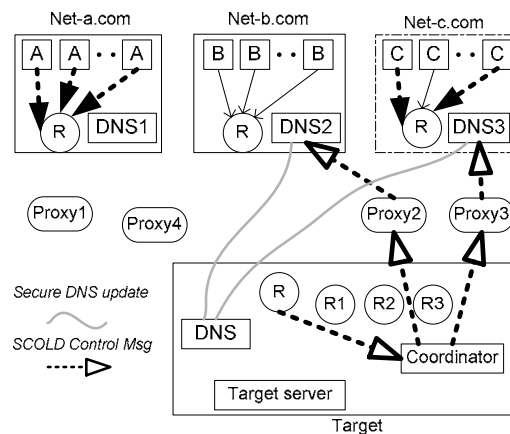 Net-a.com Net-b.com Net-c.com
A A •• A B B •• B C C •• C
R DNS1 R DNS2 R DNS3
Proxy1 Proxy4 Proxy2 Proxy3
Secure DNS update
SCOLD Control Msg
R R1 R2 R3
DNS Coordinator
Target server
Target